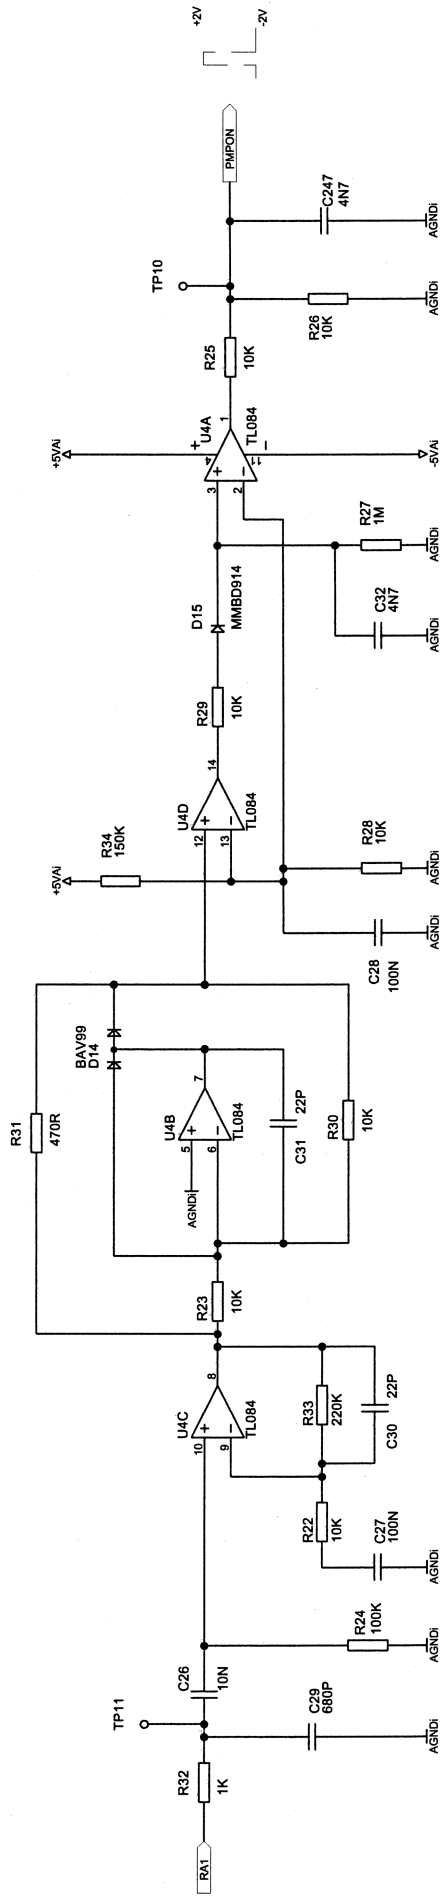 RA1
R32
1K
TP11
C29
680P
AGNDi
C26
10N
R24
100K
AGNDi
U4C
10
9
8
TL084
R22
10K
C27
100N
AGNDi
R33
220K
C30
22P
R31
470R
R23
10K
AGNDi
U4B
5
6
7
TL084
BAV99
D14
C31
22P
R30
10K
+5VAi
R34
150K
U4D
12
13
14
TL084
C28
100N
AGNDi
R28
10K
AGNDi
R29
10K
D15
MMBD914
C32
4N7
AGNDi
R27
1M
AGNDi
+5VAi
U4A
+
4
3
2
1
TL084
11
-5VAi
R25
10K
TP10
R26
10K
AGNDi
C247
4N7
AGNDi
PMPON
+2V
-2V